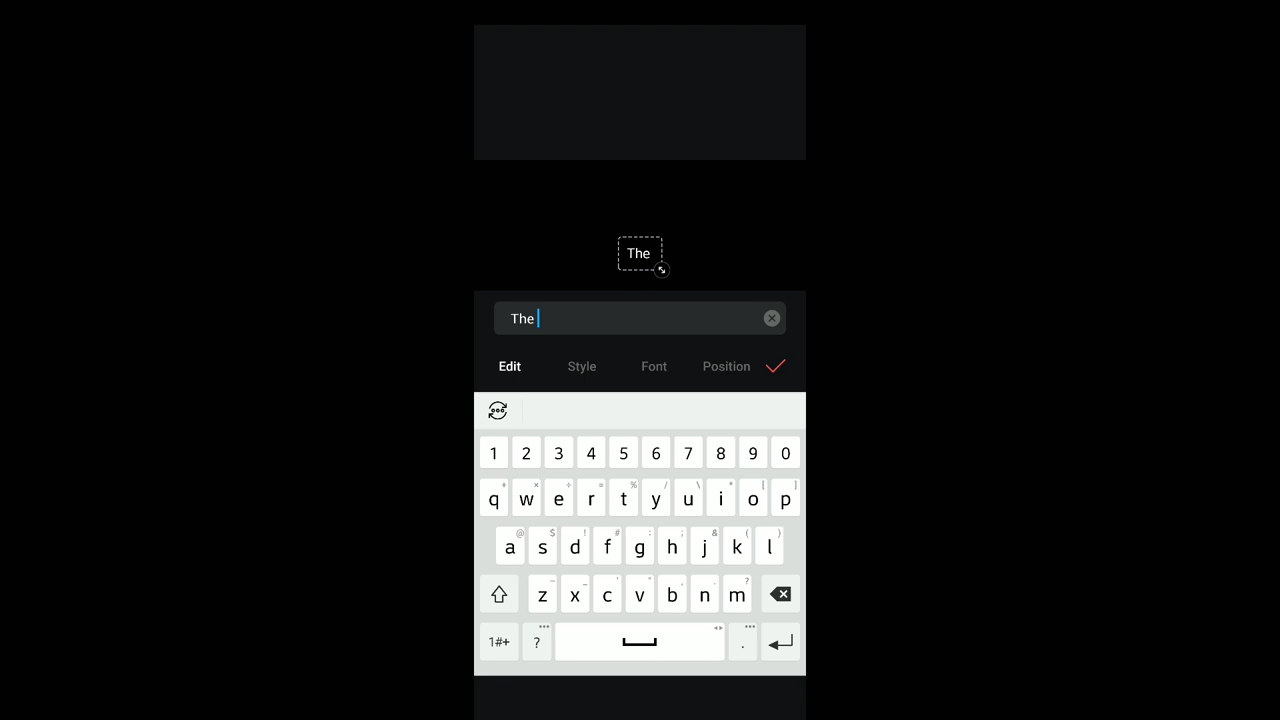 The
The
Edit Style Font Position
1 2 3 4 5 6 7 8 9 0
q w e r t y u i o p
a s d f g h j k l
z x c v b n m
1#+ ? .